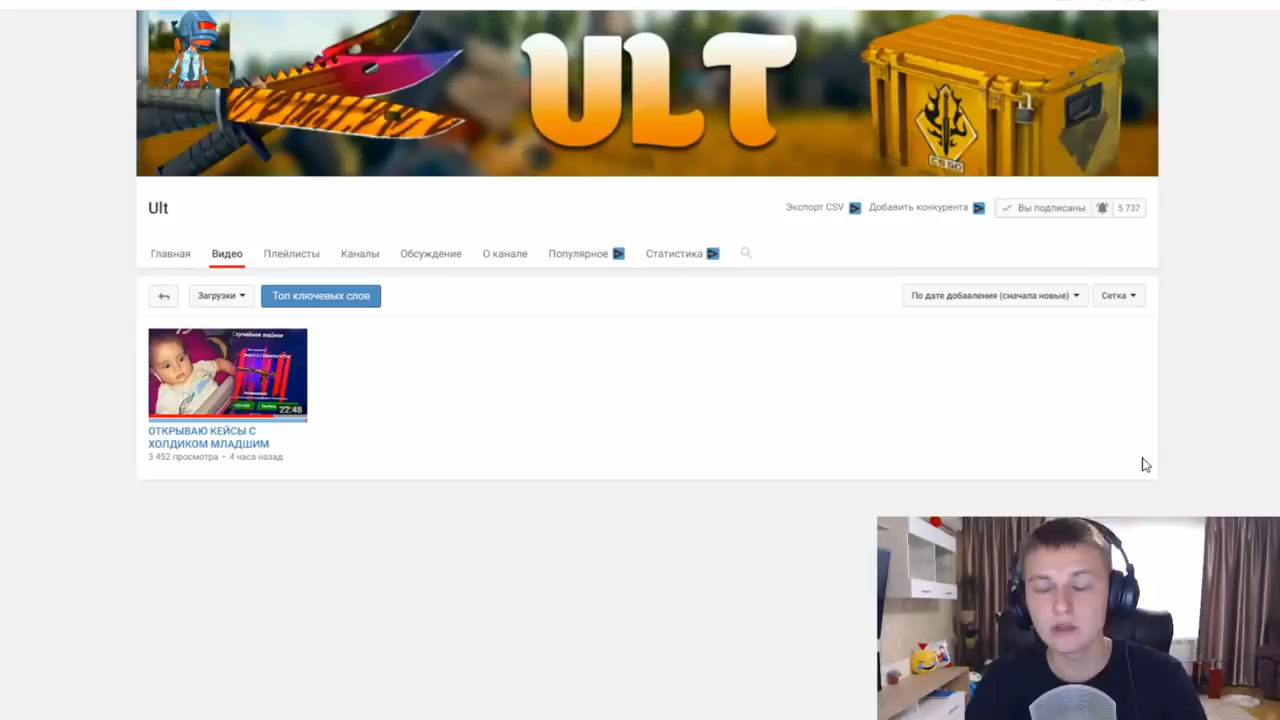 ULT
CS GO
Ult
Экспорт CSV
Добавить конкурента
Вы подписаны
5 737
Главная
Видео
Плейлисты
Каналы
Обсуждение
О канале
Популярное
Статистика
Загрузки
Топ ключевых слов
По дате добавления (сначала новые)
Сетка
22:48
ОТКРЫВАЮ КЕЙСЫ С
ХОЛДИКОМ МЛАДШИМ
3 452 просмотра • 4 часа назад